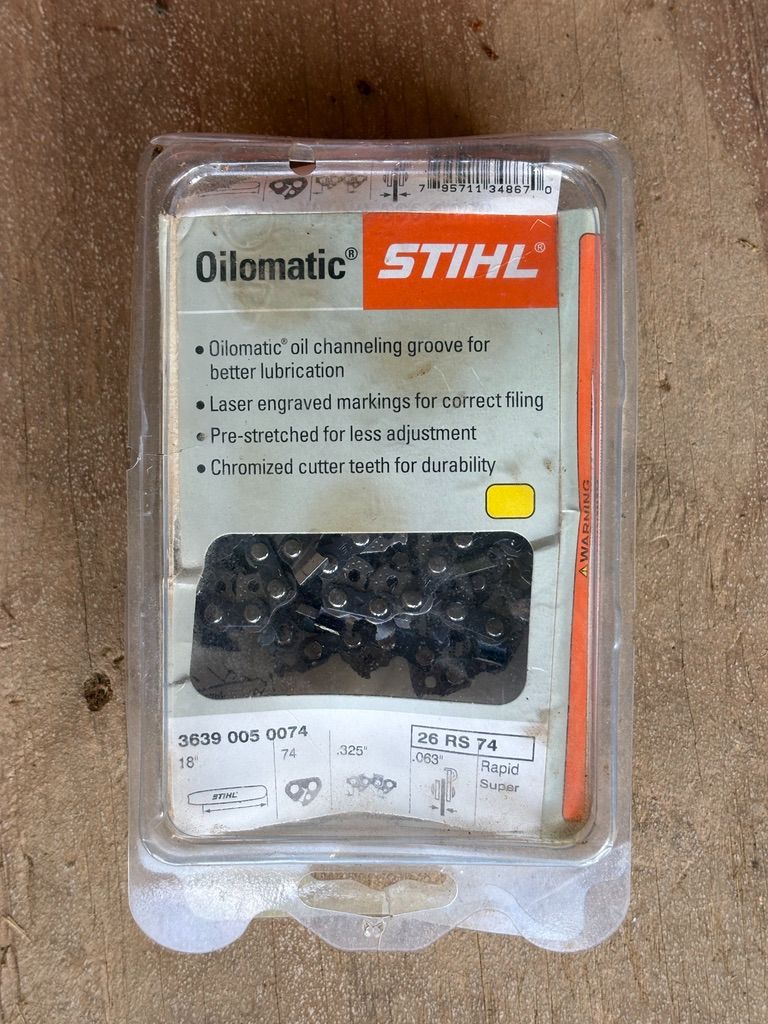 7 95711 34867 0
Oilomatic® STIHL®
• Oilomatic® oil channeling groove for
better lubrication
• Laser engraved markings for correct filing
• Pre-stretched for less adjustment
• Chromized cutter teeth for durability
⚠WARNING
3639 005 0074
26 RS 74
18" 74 .325" .063" Rapid
Super
STIHL